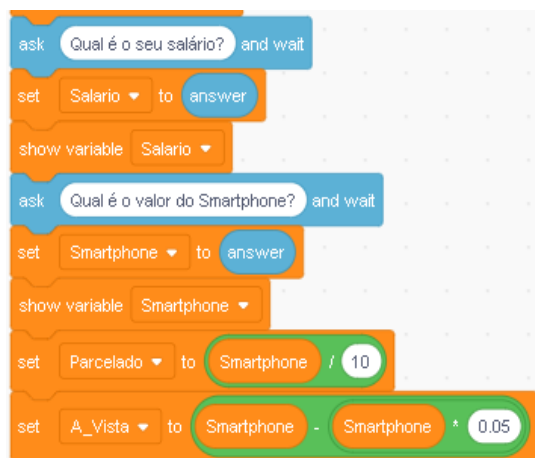 ask Qual é o seu salário? and wait
set Salario to answer
show variable Salario
ask Qual é o valor do Smartphone? and wait
set Smartphone to answer
show variable Smartphone
set Parcelado to Smartphone / 10
set A_Vista to Smartphone - Smartphone * 0.05